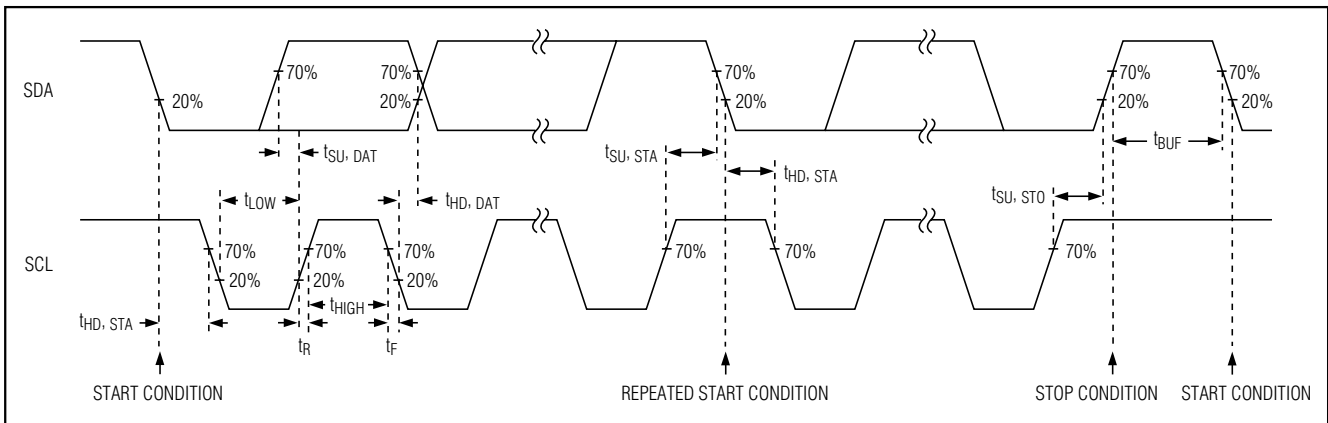 SDA
20%
70%
70%
20%
70%
20%
70%
20%
70%
20%
tSU, DAT
tSU, STA
tHD, STA
tBUF
tLOW
tHD, DAT
tSU, STO
SCL
70%
20%
70%
20%
70%
20%
70%
70%
70%
tHD, STA
tHIGH
tR
tF
START CONDITION
REPEATED START CONDITION
STOP CONDITION
START CONDITION